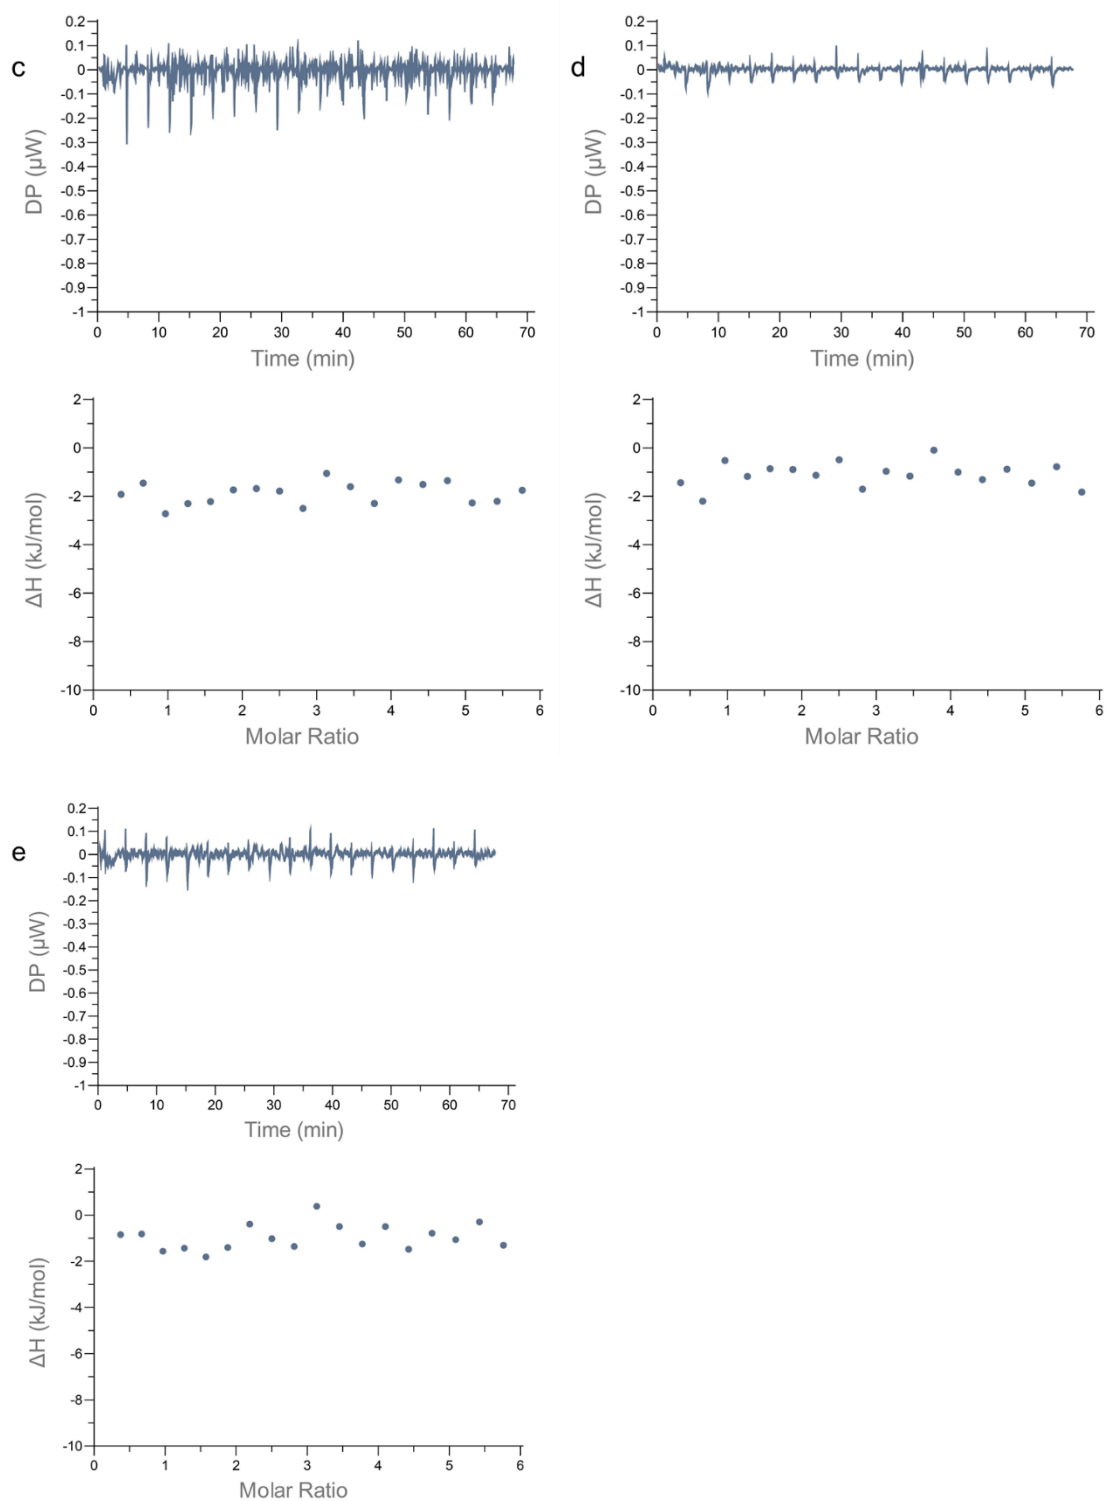 c
0.2
0.1
0
-0.1
-0.2
-0.3
-0.4
-0.5
-0.6
-0.7
-0.8
-0.9
-1
DP (µW)
0 10 20 30 40 50 60 70
Time (min)
2
0
-2
-4
-6
-8
-10
ΔH (kJ/mol)
0 1 2 3 4 5 6
Molar Ratio
d
0.2
0.1
0
-0.1
-0.2
-0.3
-0.4
-0.5
-0.6
-0.7
-0.8
-0.9
-1
DP (µW)
0 10 20 30 40 50 60 70
Time (min)
2
0
-2
-4
-6
-8
-10
ΔH (kJ/mol)
0 1 2 3 4 5 6
Molar Ratio
e
0.2
0.1
0
-0.1
-0.2
-0.3
-0.4
-0.5
-0.6
-0.7
-0.8
-0.9
-1
DP (µW)
0 10 20 30 40 50 60 70
Time (min)
2
0
-2
-4
-6
-8
-10
ΔH (kJ/mol)
0 1 2 3 4 5 6
Molar Ratio